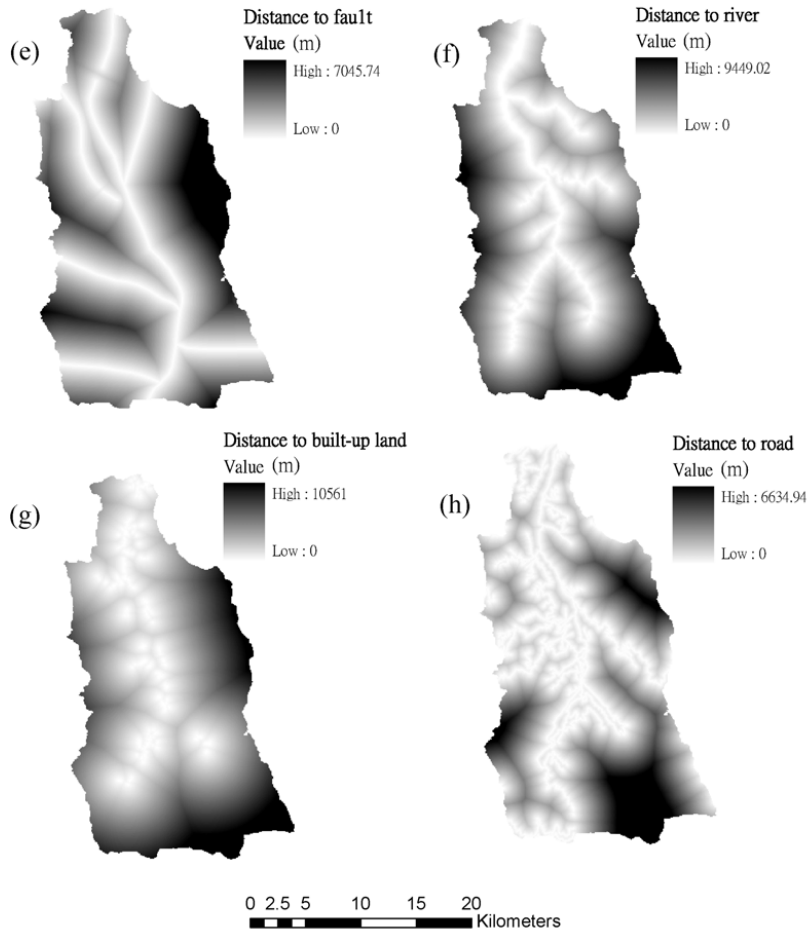 (e)
Distance to fault
Value (m)
High : 7045.74
Low : 0
(f)
Distance to river
Value (m)
High : 9449.02
Low : 0
(g)
Distance to built-up land
Value (m)
High : 10561
Low : 0
(h)
Distance to road
Value (m)
High : 6634.94
Low : 0
0 2.5 5 10 15 20
Kilometers